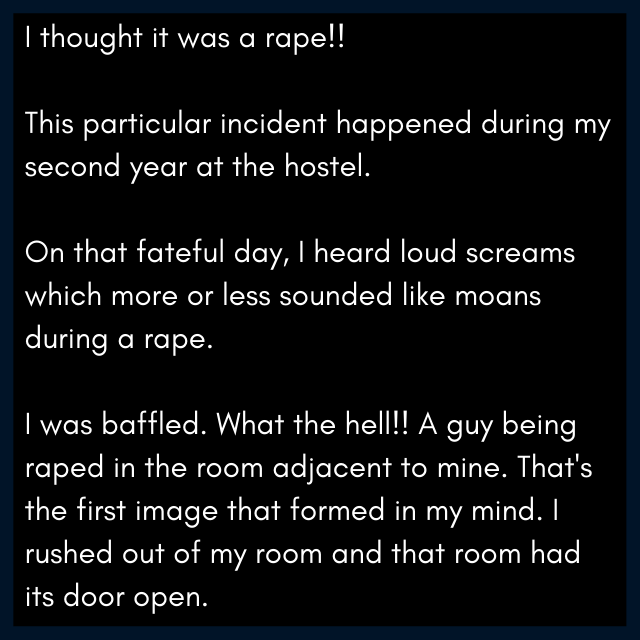 I thought it was a rape!!
This particular incident happened during my
second year at the hostel.
On that fateful day, I heard loud screams
which more or less sounded like moans
during a rape.
I was baffled. What the hell!! A guy being
raped in the room adjacent to mine. That's
the first image that formed in my mind. I
rushed out of my room and that room had
its door open.